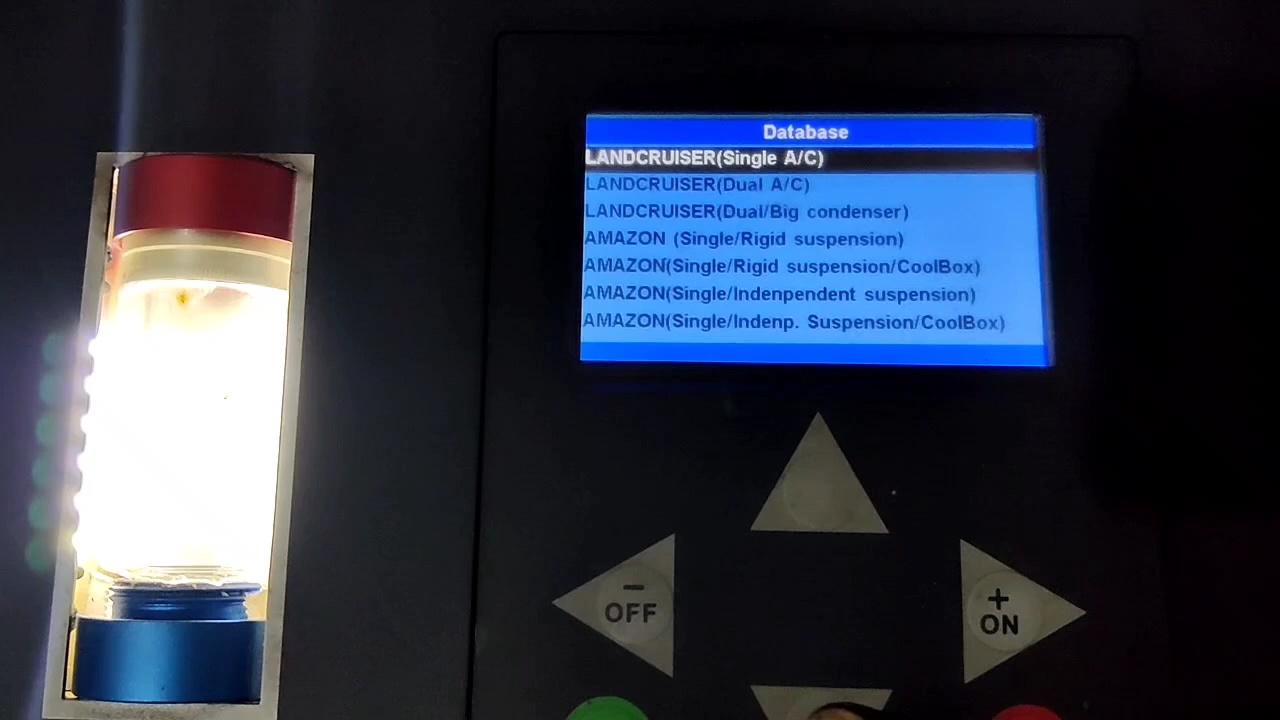 Database
LANDCRUISER(Single A/C)
LANDCRUISER(Dual A/C)
LANDCRUISER(Dual/Big condenser)
AMAZON (Single/Rigid suspension)
AMAZON(Single/Rigid suspension/CoolBox)
AMAZON(Single/Indenpendent suspension)
AMAZON(Single/Indenp. Suspension/CoolBox)
− OFF
+ ON